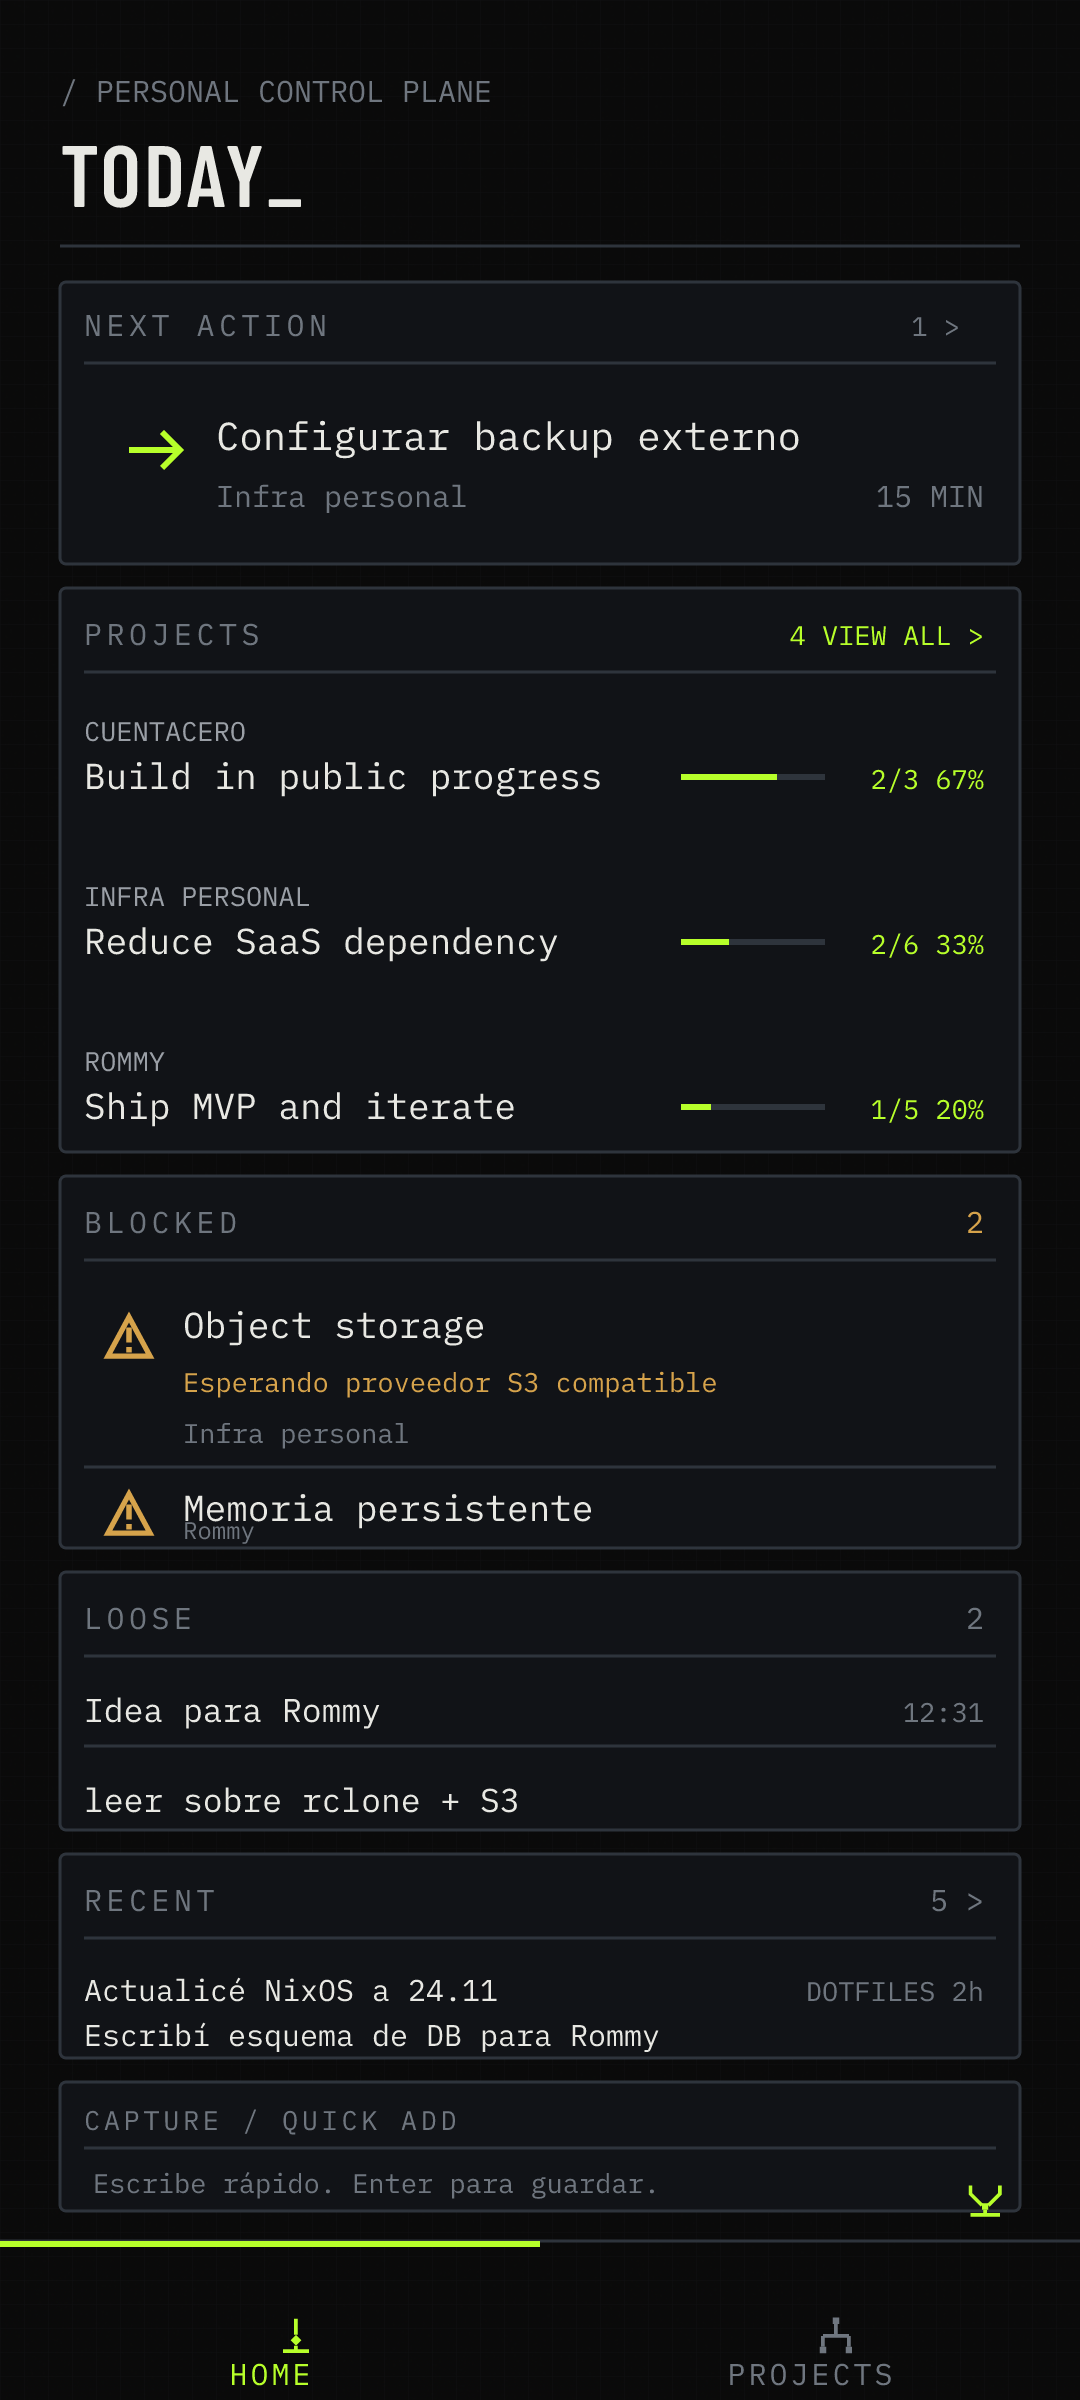 / PERSONAL CONTROL PLANE
TODAY_
NEXT ACTION 1 >
Configurar backup externo
Infra personal 15 MIN
PROJECTS 4 VIEW ALL >
CUENTACERO
Build in public progress 2/3 67%
INFRA PERSONAL
Reduce SaaS dependency 2/6 33%
ROMMY
Ship MVP and iterate 1/5 20%
BLOCKED 2
Object storage
Esperando proveedor S3 compatible
Infra personal
Memoria persistente
Rommy
LOOSE 2
Idea para Rommy 12:31
leer sobre rclone + S3
RECENT 5 >
Actualicé NixOS a 24.11 DOTFILES 2h
Escribí esquema de DB para Rommy
CAPTURE / QUICK ADD
Escribe rápido. Enter para guardar.
HOME PROJECTS